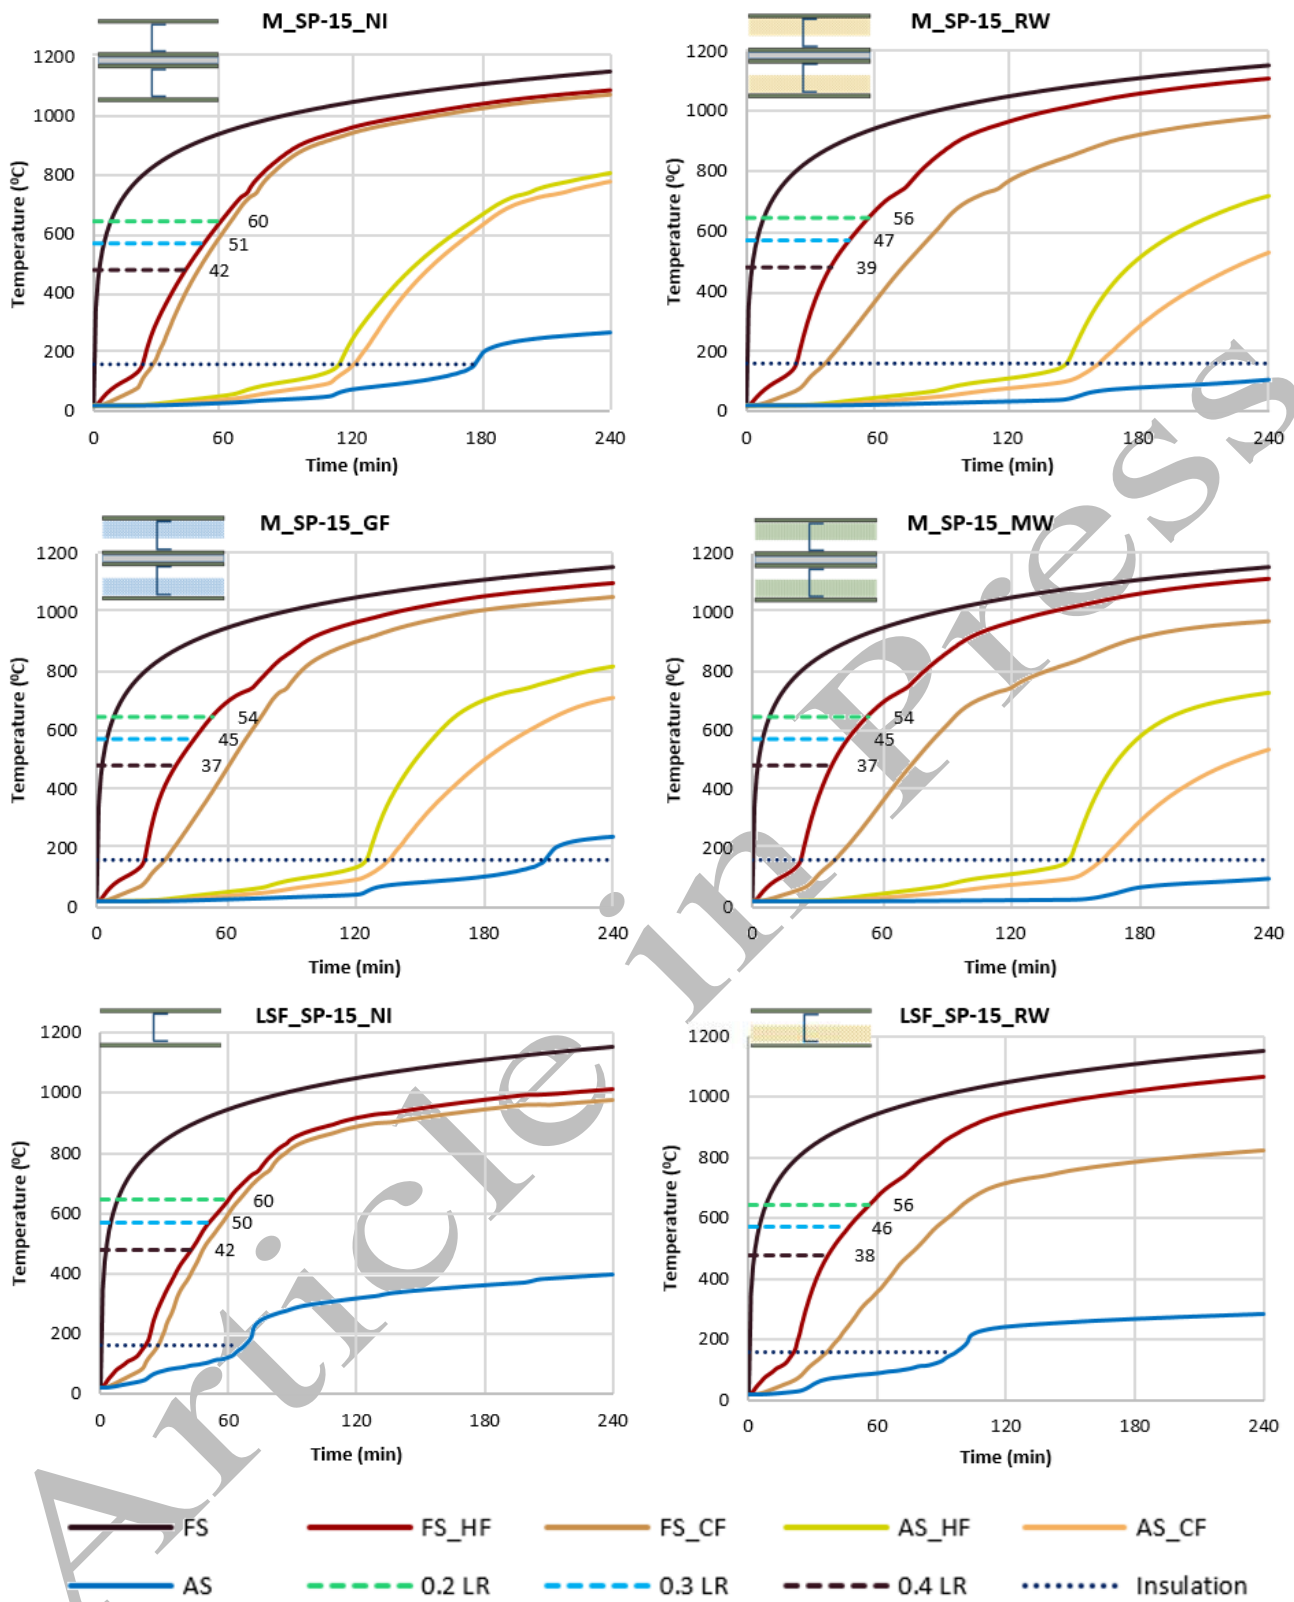 M_SP-15_NI
Temperature (⁰C)
1200
1000
800
600
400
200
0
60
51
42
0 60 120 180 240
Time (min)
M_SP-15_RW
Temperature (⁰C)
1200
1000
800
600
400
200
0
56
47
39
0 60 120 180 240
Time (min)
M_SP-15_GF
Temperature (⁰C)
1200
1000
800
600
400
200
0
54
45
37
0 60 120 180 240
Time (min)
M_SP-15_MW
Temperature (⁰C)
1200
1000
800
600
400
200
0
54
45
37
0 60 120 180 240
Time (min)
LSF_SP-15_NI
Temperature (⁰C)
1200
1000
800
600
400
200
0
60
50
42
0 60 120 180 240
Time (min)
LSF_SP-15_RW
Temperature (⁰C)
1200
1000
800
600
400
200
0
56
46
38
0 60 120 180 240
Time (min)
FS FS_HF FS_CF AS_HF AS_CF
AS 0.2 LR 0.3 LR 0.4 LR Insulation
Article in Press